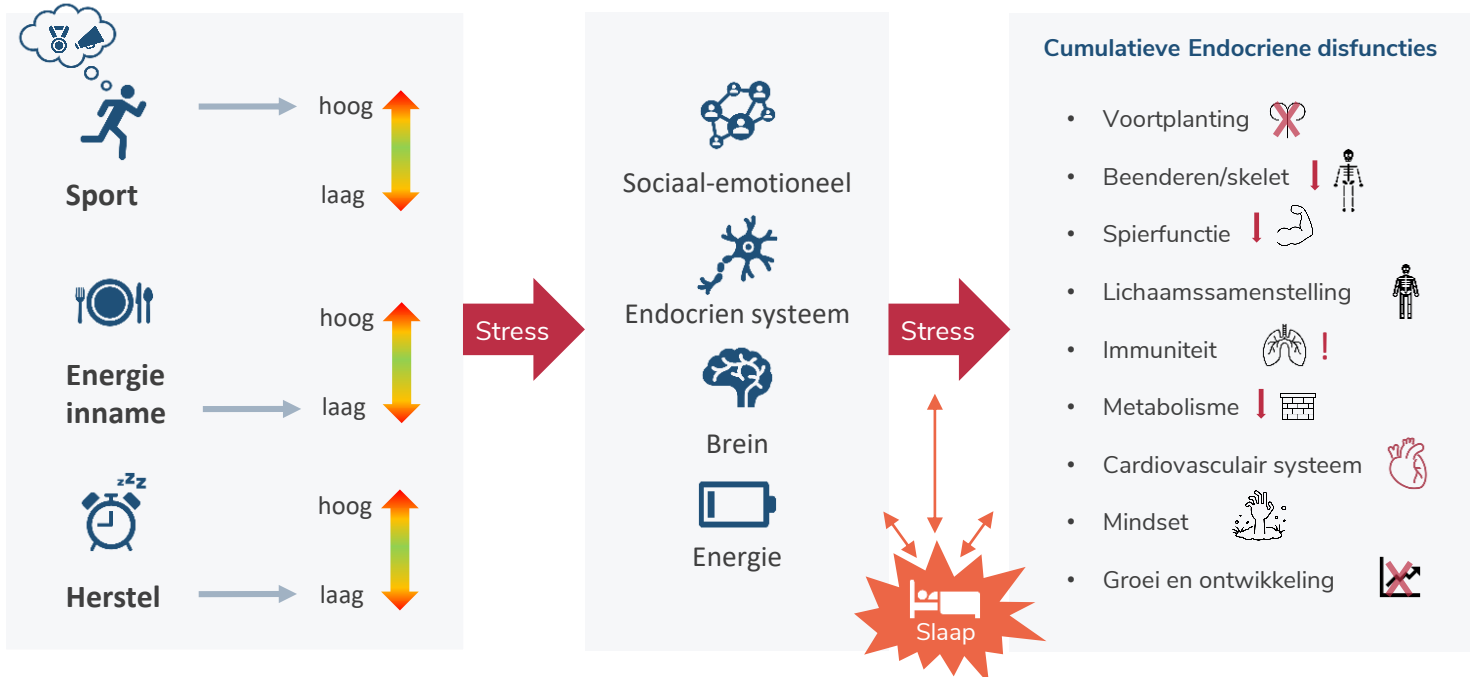 Sport
hoog
laag
Energie
inname
hoog
laag
zZZZ
Herstel
hoog
laag
Stress
Sociaal-emotioneel
Endocrien systeem
Brein
Energie
Stress
Slaap
Cumulatieve Endocriene disfuncties
• Voortplanting
• Beenderen/skelet
• Spierfunctie
• Lichaamssamenstelling
• Immuniteit !
• Metabolisme
• Cardiovasculair systeem
• Mindset
• Groei en ontwikkeling